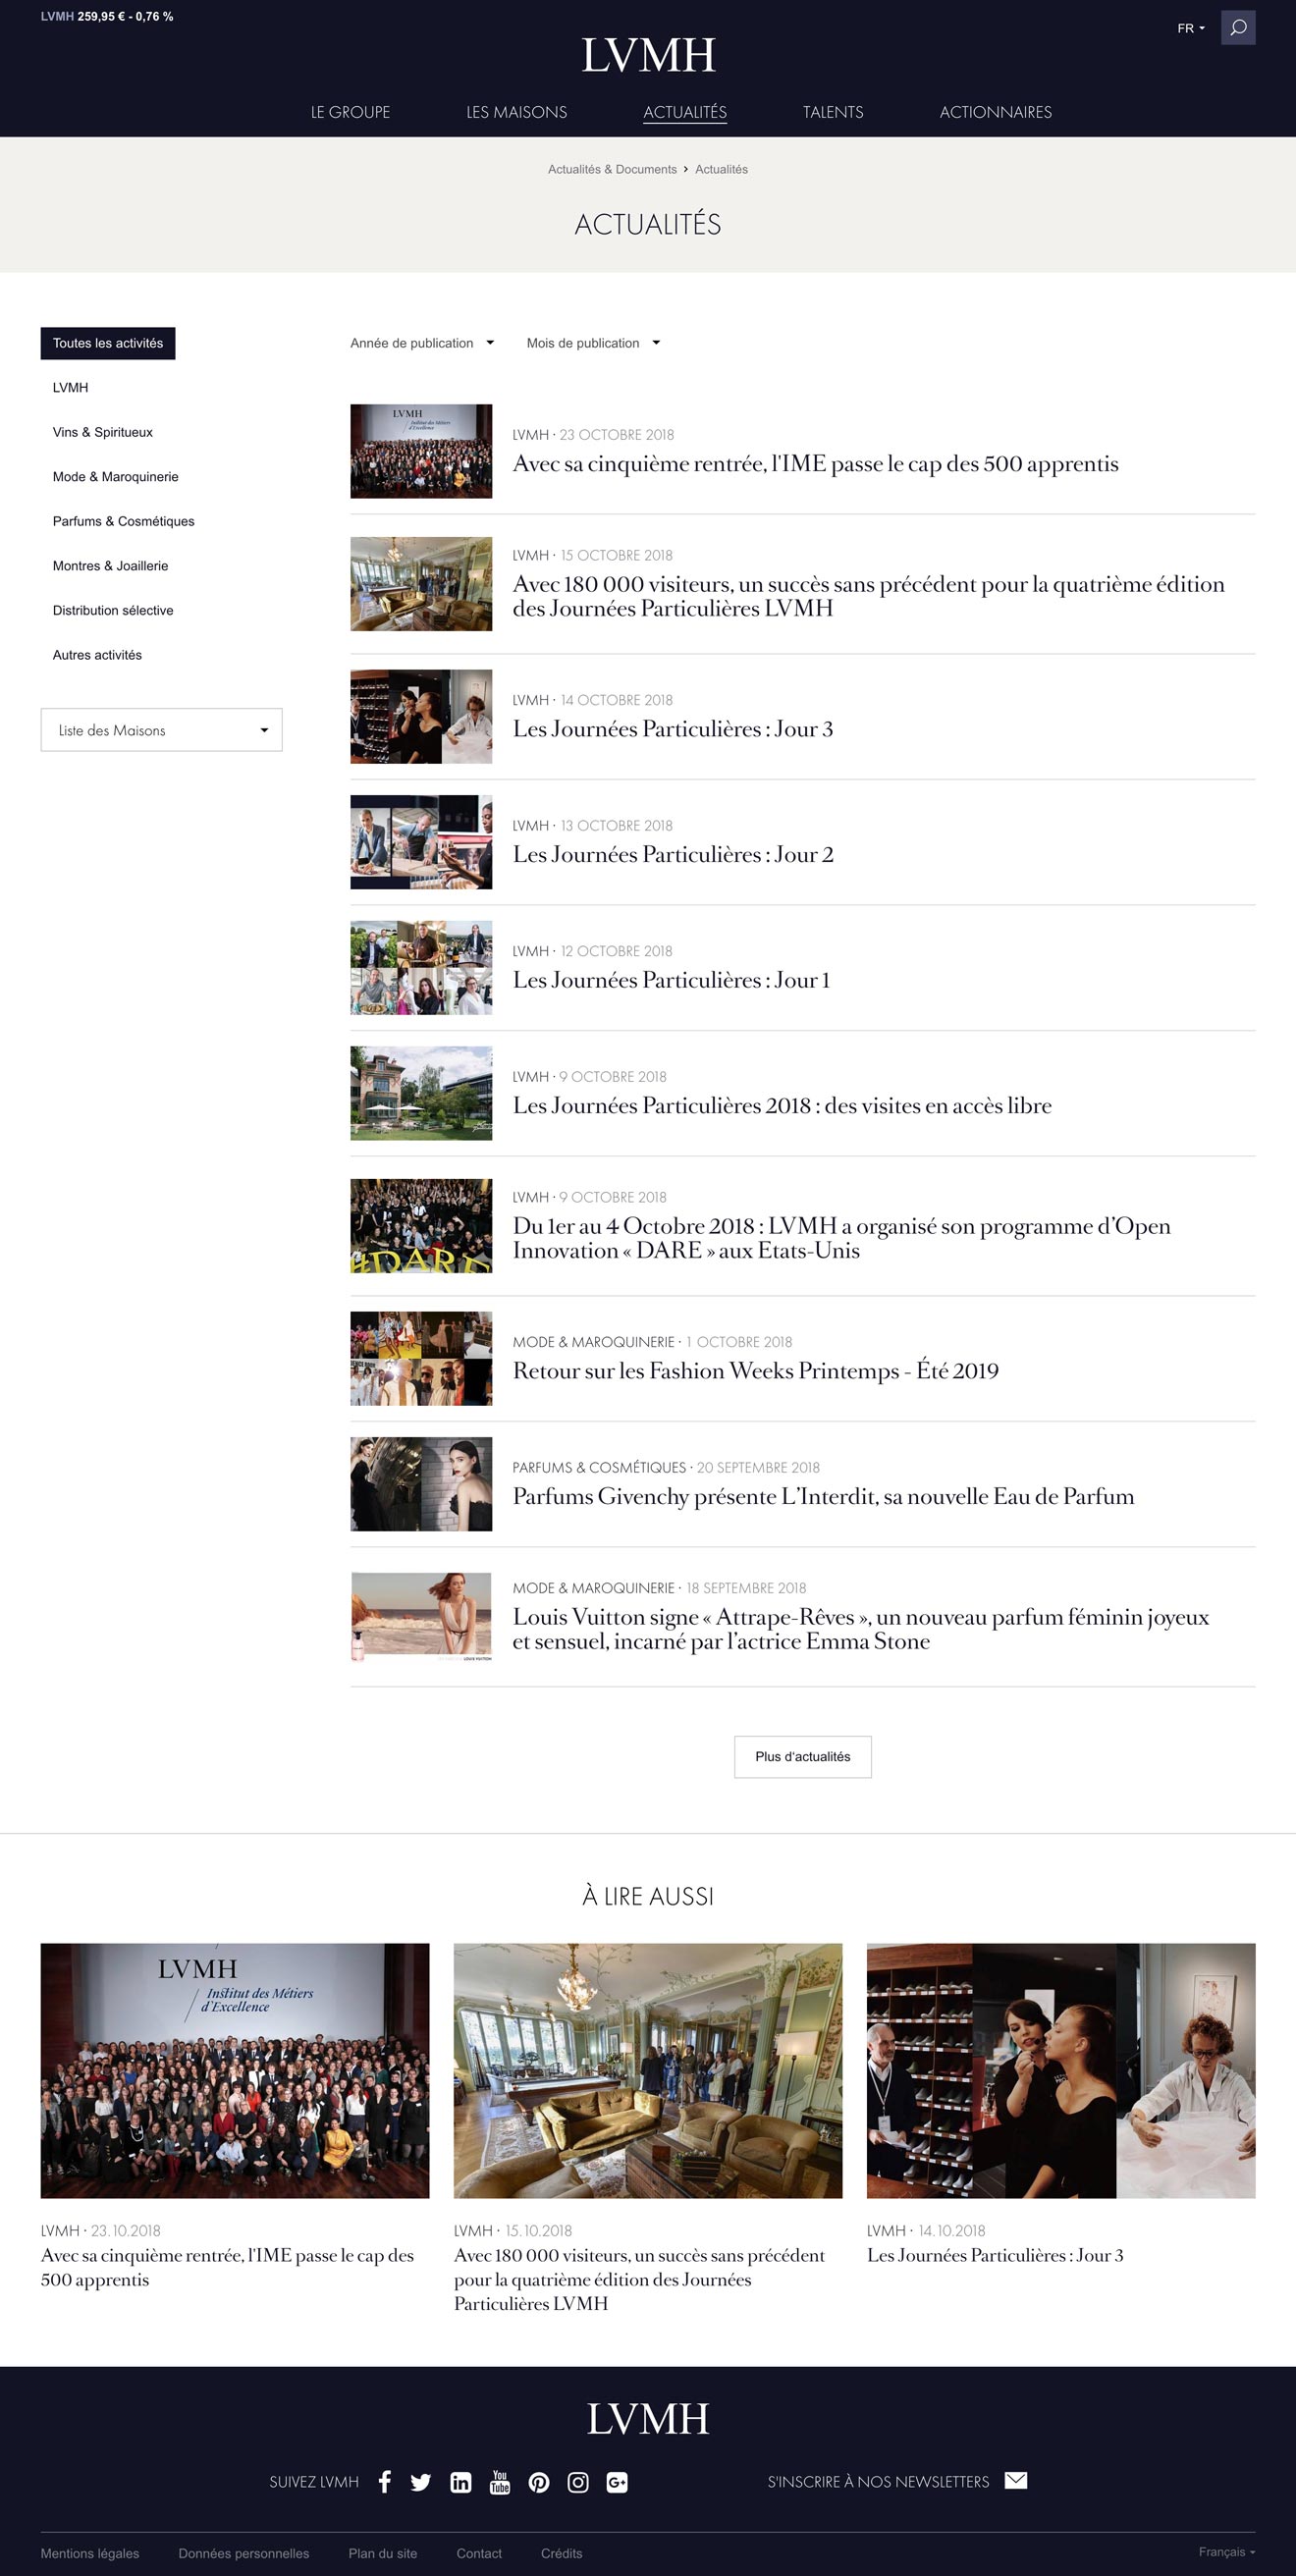 LVMH 259,95 € - 0,76 %
FR
LVMH
LE GROUPE
LES MAISONS
ACTUALITÉS
TALENTS
ACTIONNAIRES
Actualités & Documents › Actualités
ACTUALITÉS
Toutes les activités
LVMH
Vins & Spiritueux
Mode & Maroquinerie
Parfums & Cosmétiques
Montres & Joaillerie
Distribution sélective
Autres activités
Liste des Maisons
Année de publication
Mois de publication
LVMH
Institut des Métiers
d'Excellence
LVMH · 23 OCTOBRE 2018
Avec sa cinquième rentrée, l'IME passe le cap des 500 apprentis
LVMH · 15 OCTOBRE 2018
Avec 180 000 visiteurs, un succès sans précédent pour la quatrième édition
des Journées Particulières LVMH
LVMH · 14 OCTOBRE 2018
Les Journées Particulières : Jour 3
LVMH · 13 OCTOBRE 2018
Les Journées Particulières : Jour 2
LVMH · 12 OCTOBRE 2018
Les Journées Particulières : Jour 1
LVMH · 9 OCTOBRE 2018
Les Journées Particulières 2018 : des visites en accès libre
#DARE
LVMH · 9 OCTOBRE 2018
Du 1er au 4 Octobre 2018 : LVMH a organisé son programme d’Open
Innovation « DARE » aux Etats-Unis
MODE & MAROQUINERIE · 1 OCTOBRE 2018
Retour sur les Fashion Weeks Printemps - Été 2019
PARFUMS & COSMÉTIQUES · 20 SEPTEMBRE 2018
Parfums Givenchy présente L’Interdit, sa nouvelle Eau de Parfum
LOUIS VUITTON
MODE & MAROQUINERIE · 18 SEPTEMBRE 2018
Louis Vuitton signe « Attrape-Rêves », un nouveau parfum féminin joyeux
et sensuel, incarné par l’actrice Emma Stone
Plus d'actualités
À LIRE AUSSI
LVMH
Institut des Métiers
d'Excellence
LVMH · 23.10.2018
Avec sa cinquième rentrée, l'IME passe le cap des
500 apprentis
LVMH · 15.10.2018
Avec 180 000 visiteurs, un succès sans précédent
pour la quatrième édition des Journées
Particulières LVMH
LVMH · 14.10.2018
Les Journées Particulières : Jour 3
LVMH
SUIVEZ LVMH
You
Tube
S'INSCRIRE À NOS NEWSLETTERS
Mentions légales
Données personnelles
Plan du site
Contact
Crédits
Français